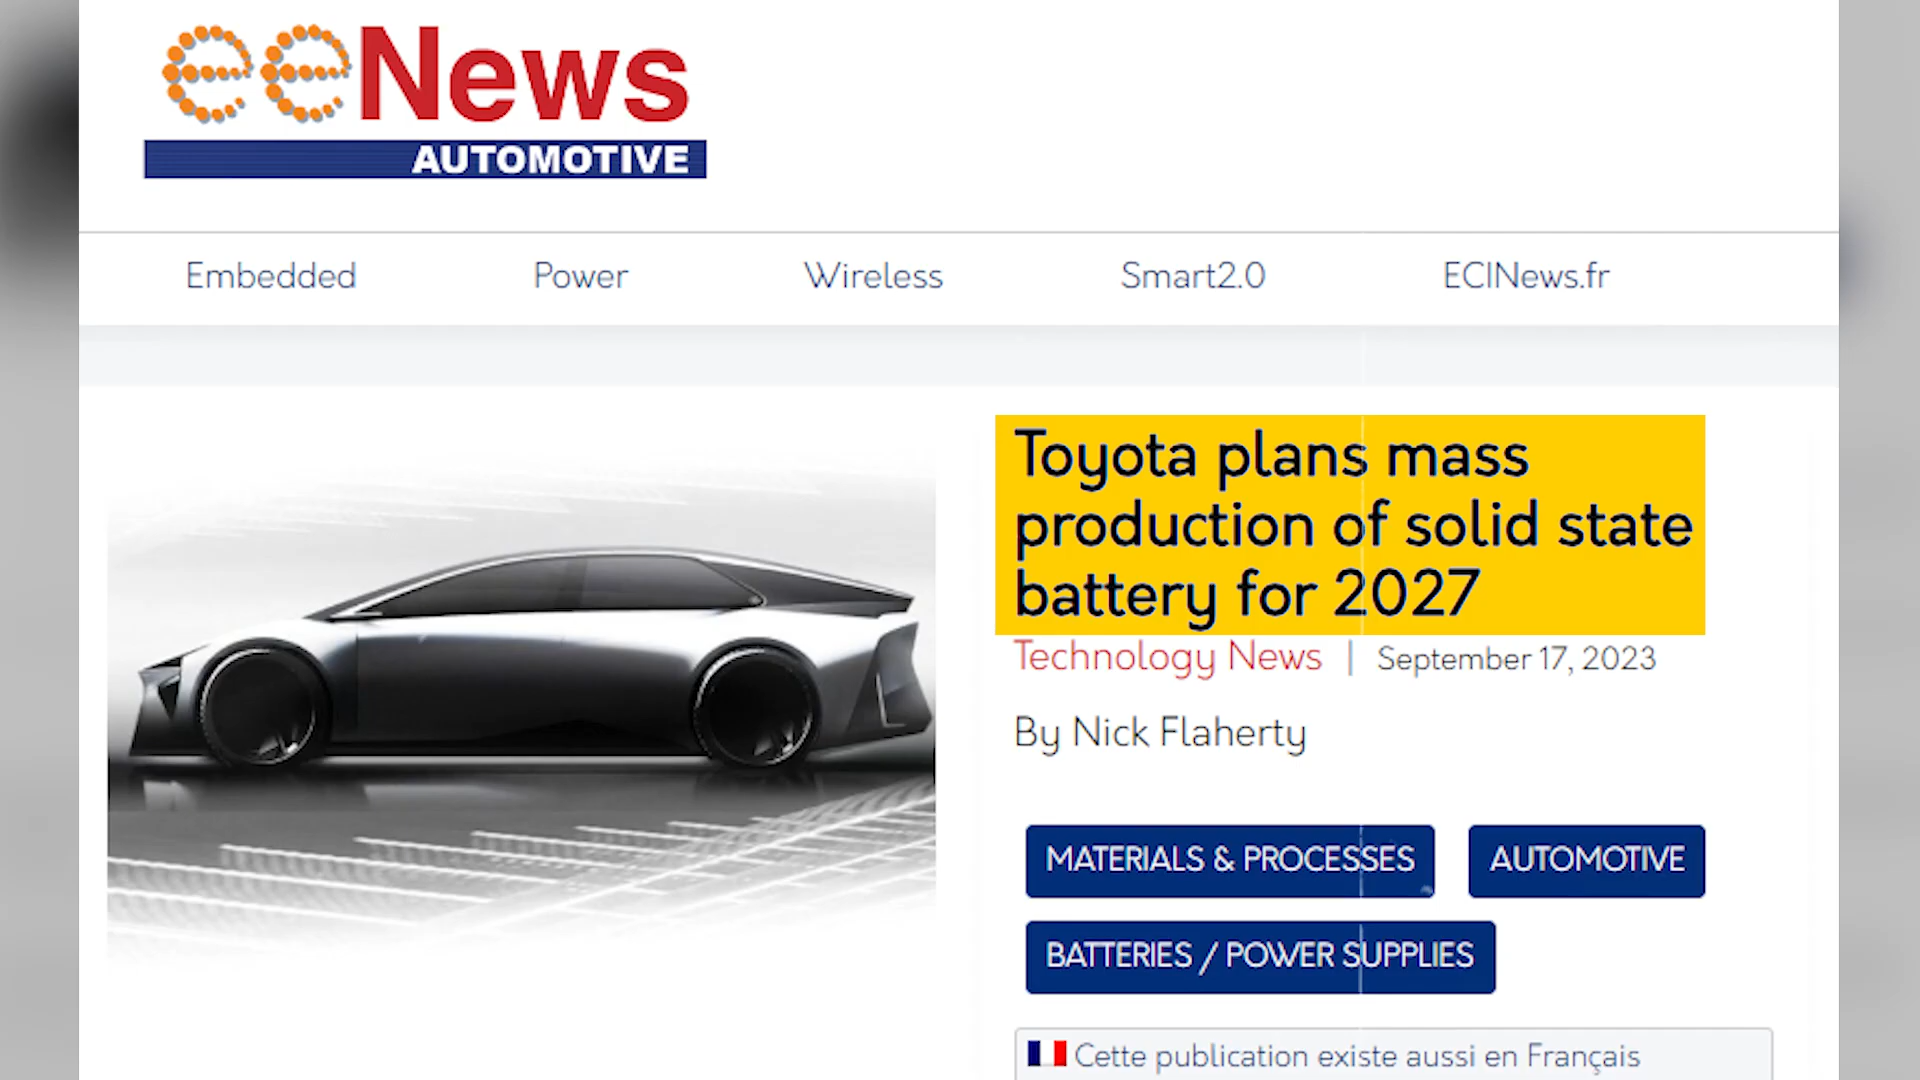 eeNews
AUTOMOTIVE
Embedded
Power
Wireless
Smart2.0
ECINews.fr
Toyota plans mass
production of solid state
battery for 2027
Technology News | September 17, 2023
By Nick Flaherty
MATERIALS & PROCESSES
AUTOMOTIVE
BATTERIES / POWER SUPPLIES
Cette publication existe aussi en Français